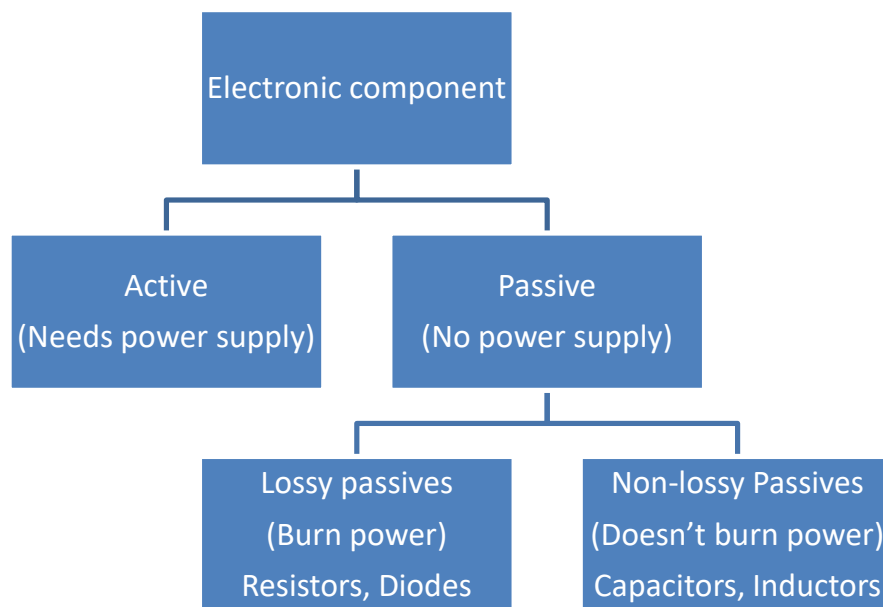 Electronic component
Active
(Needs power supply)
Passive
(No power supply)
Lossy passives
(Burn power)
Resistors, Diodes
Non-lossy Passives
(Doesn’t burn power)
Capacitors, Inductors